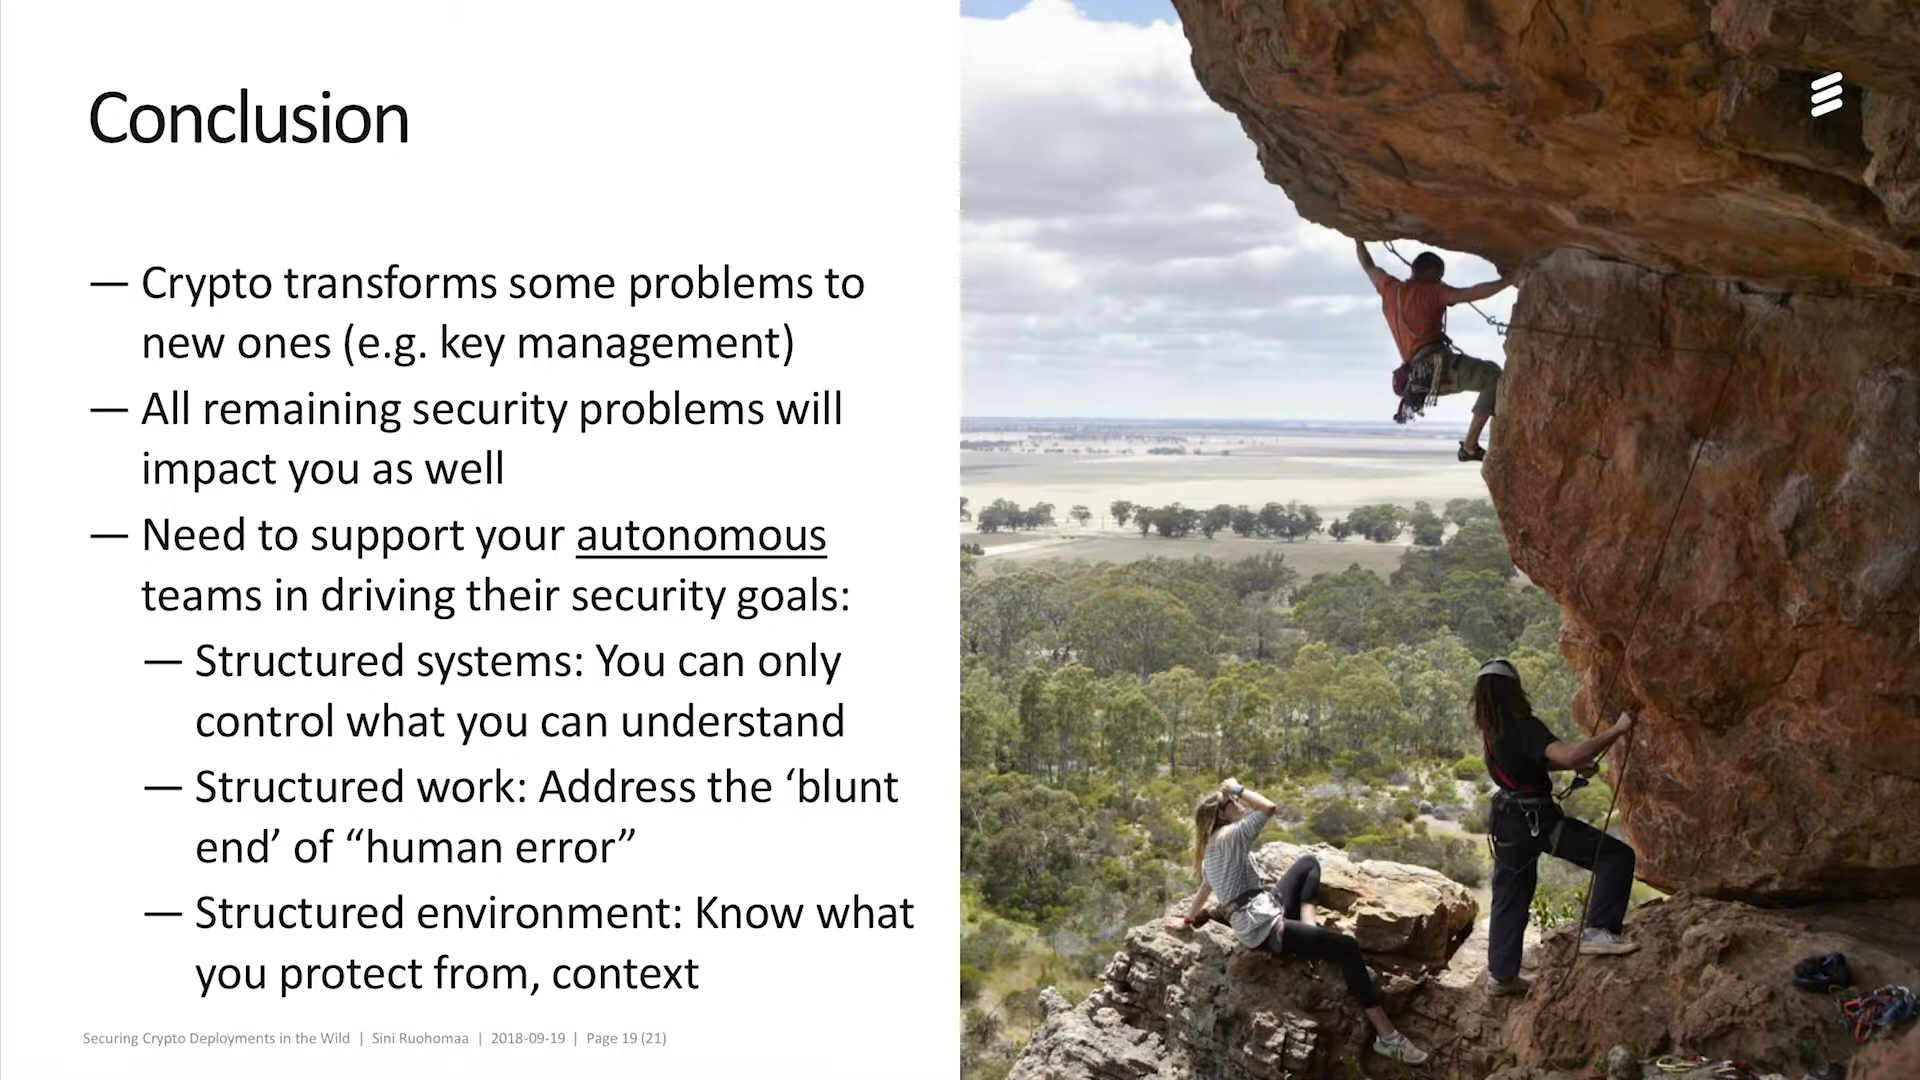 Conclusion
— Crypto transforms some problems to
new ones (e.g. key management)
— All remaining security problems will
impact you as well
— Need to support your autonomous
teams in driving their security goals:
— Structured systems: You can only
control what you can understand
— Structured work: Address the ‘blunt
end’ of “human error”
— Structured environment: Know what
you protect from, context
Securing Crypto Deployments in the Wild | Sini Ruohomaa | 2018-09-19 | Page 19 (21)